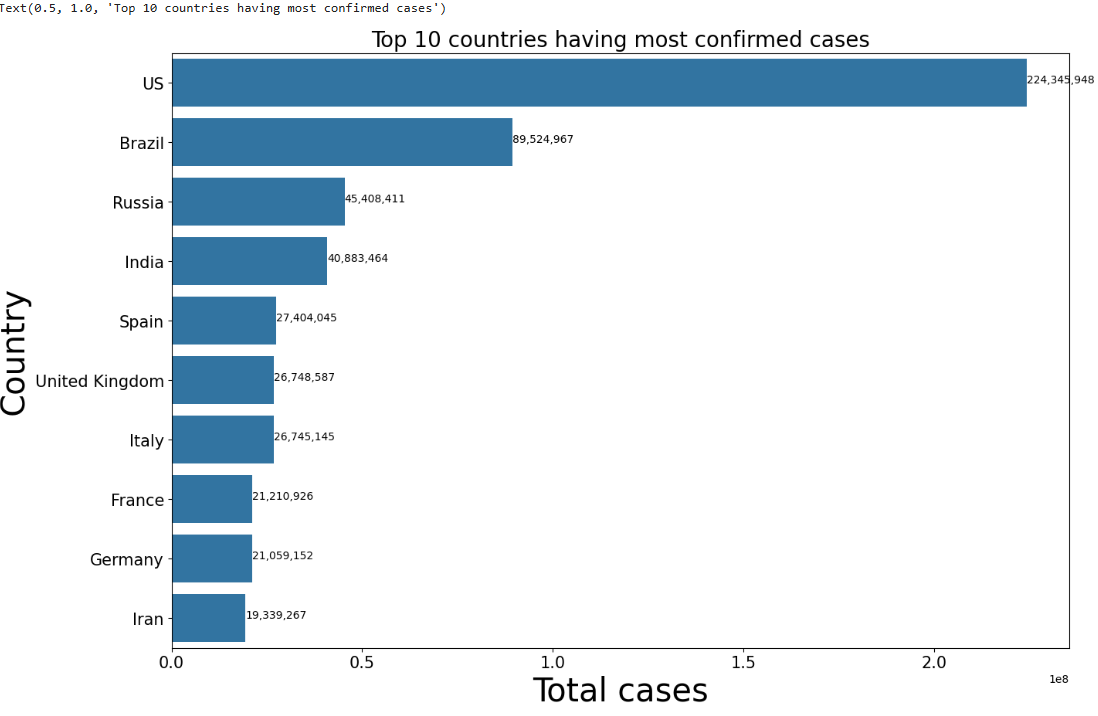 Text(0.5, 1.0, 'Top 10 countries having most confirmed cases')
Top 10 countries having most confirmed cases
US 224,345,948
Brazil 89,524,967
Russia 45,408,411
India 40,883,464
Spain 27,404,045
United Kingdom 26,748,587
Italy 26,745,145
France 21,210,926
Germany 21,059,152
Iran 19,339,267
Country
0.0 0.5 1.0 1.5 2.0
1e8
Total cases